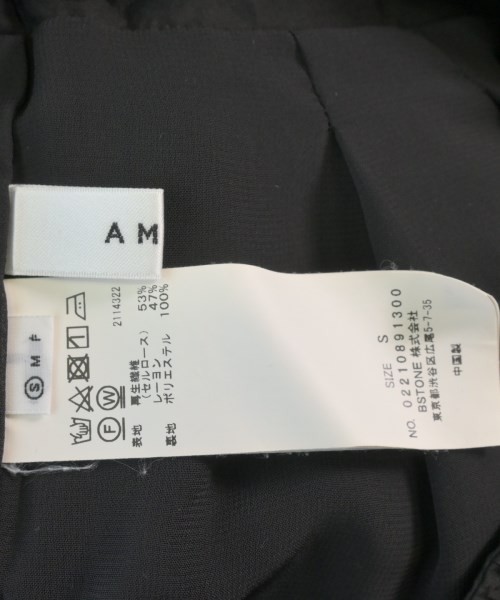 A M
Ⓢ M F
2114322
表地 再生繊維 53%
(セルロース)
レーヨン 47%
裏地 ポリエステル 100%
SIZE S
NO. 02210891300
BSTONE 株式会社
東京都渋谷区広尾5-7-35
中国製